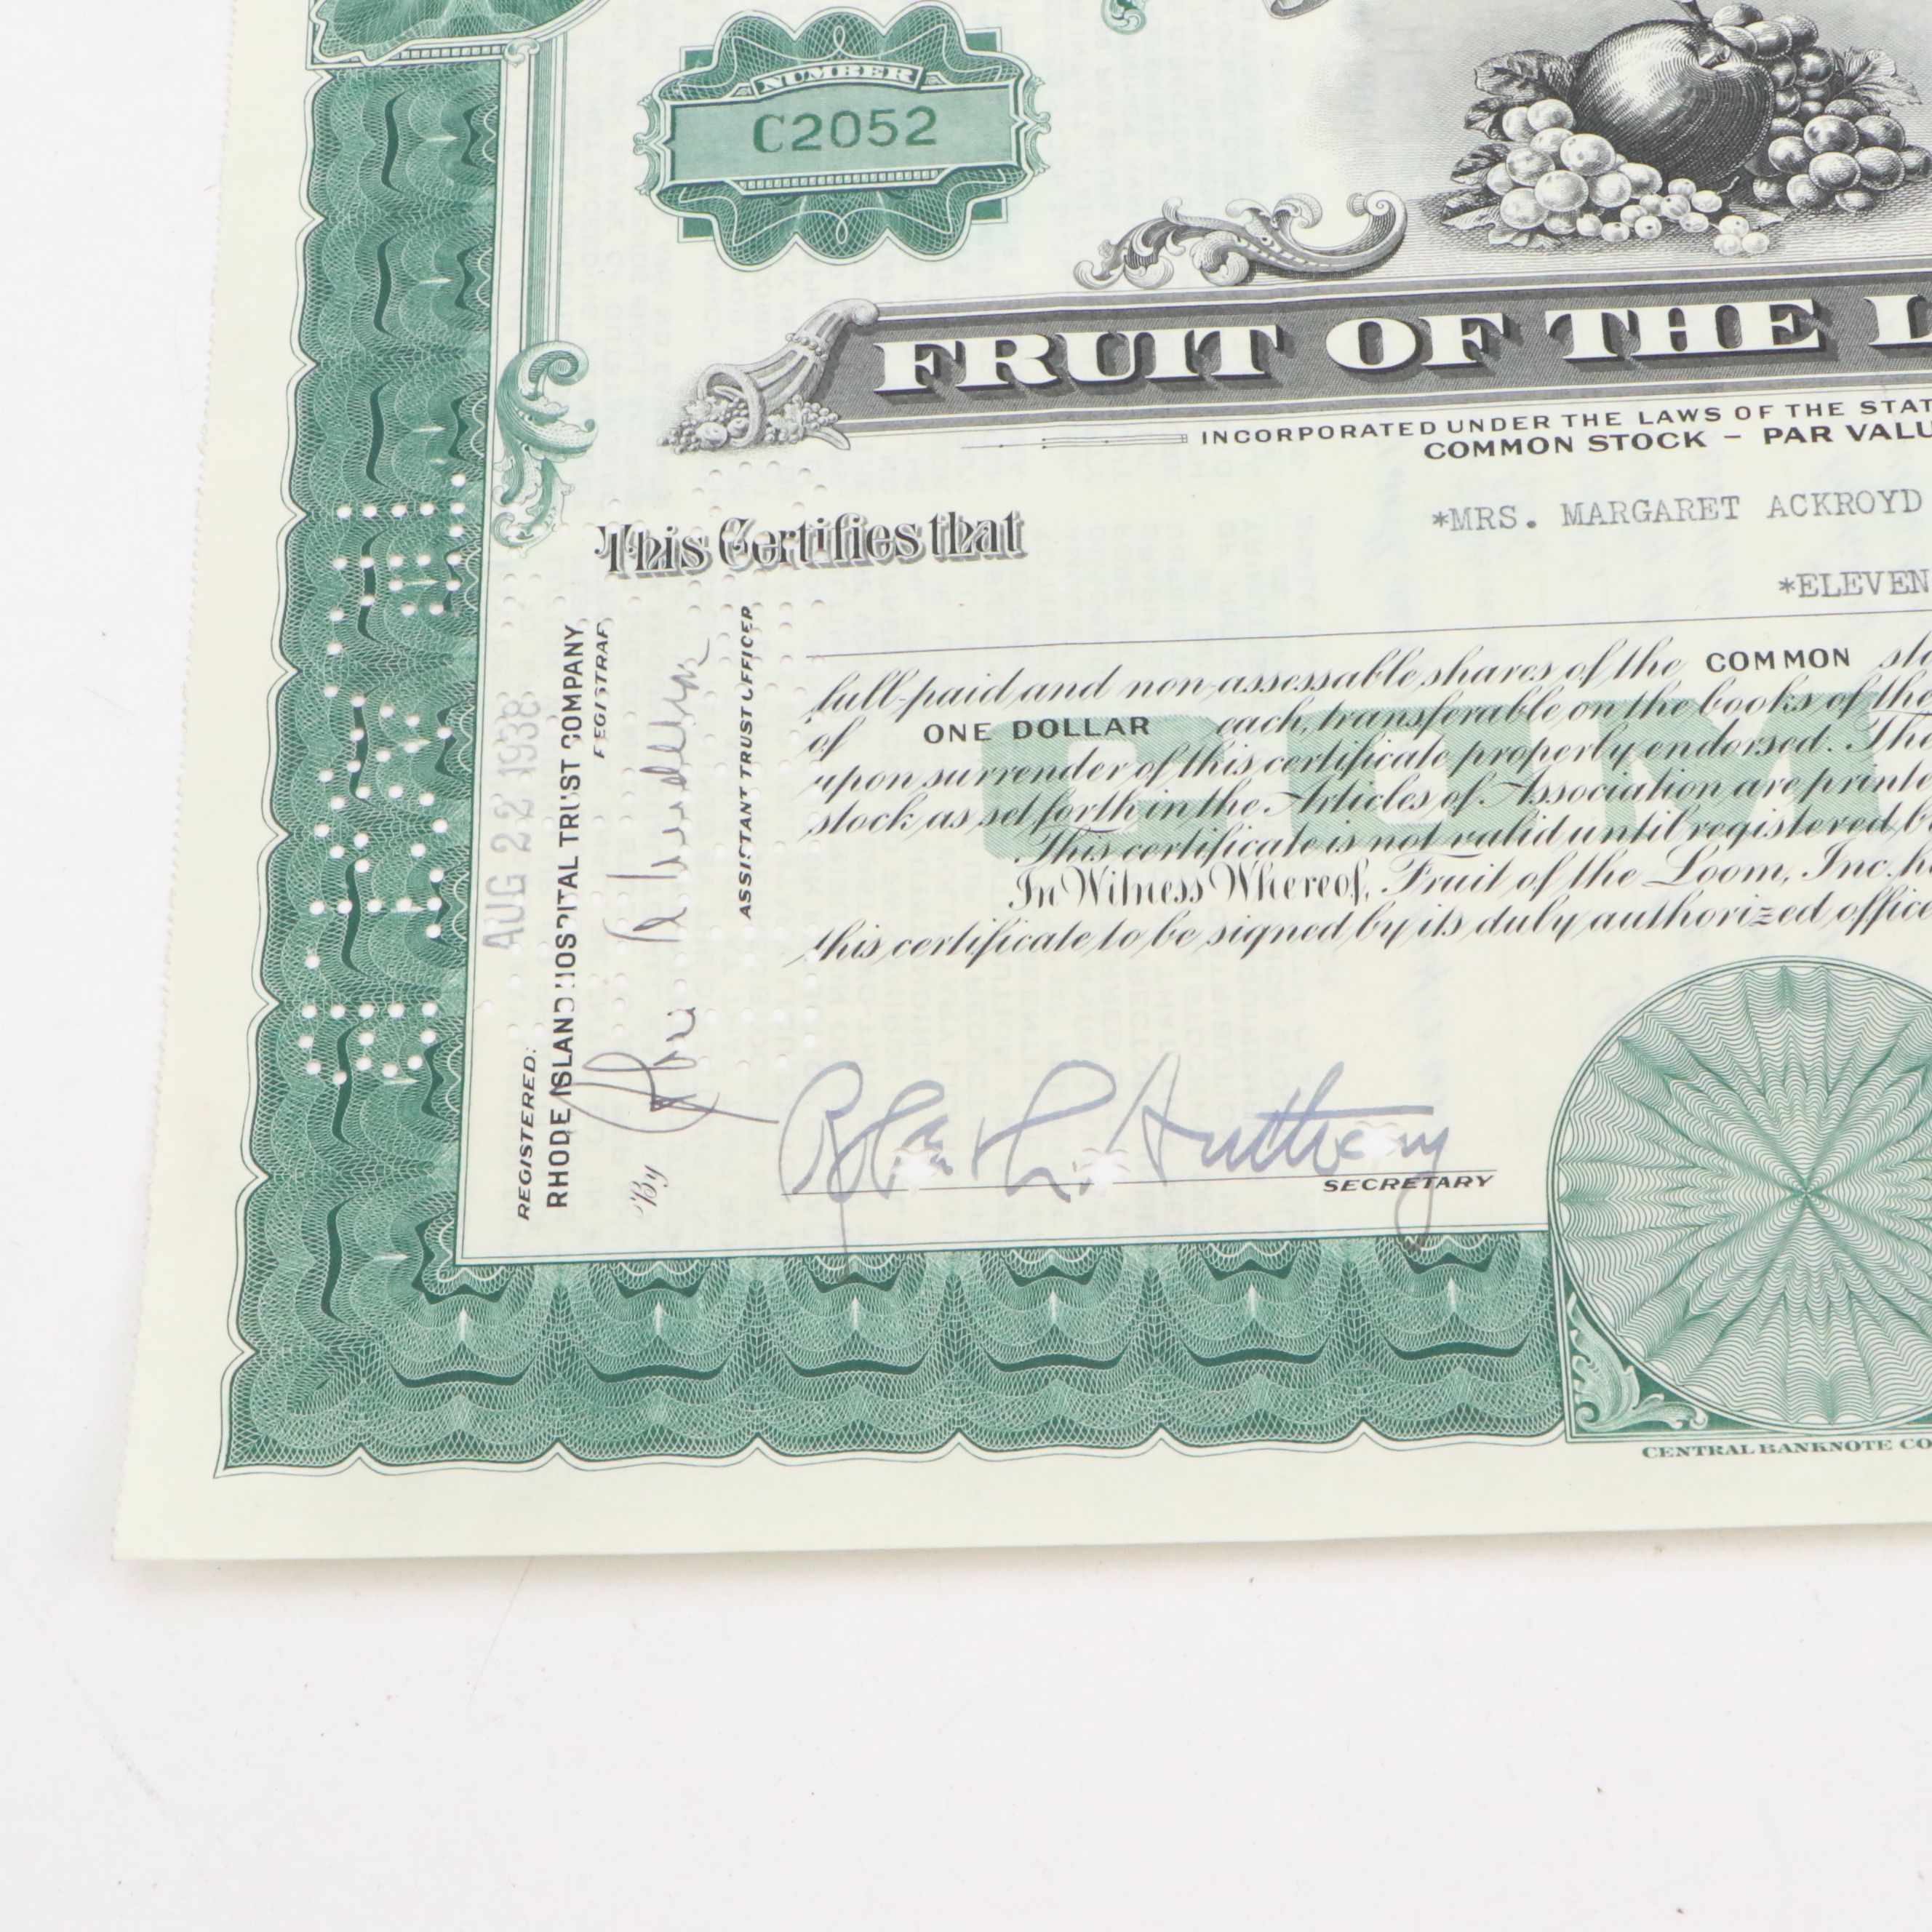 NUMBER
C2052
FRUIT OF THE L
INCORPORATED UNDER THE LAWS OF THE STAT
COMMON STOCK – PAR VALU
This Certifies that
*MRS. MARGARET ACKROYD
*ELEVEN
full-paid and non-assessable shares of the COMMON sto
of ONE DOLLAR each, transferable on the books of the
upon surrender of this certificate properly endorsed. The
stock as set forth in the Articles of Association are printe
This certificate is not valid until registered b
In Witness Whereof, Fruit of the Loom, Inc. h
this certificate to be signed by its duly authorized office
SECRETARY
AUG 22 1938
REGISTERED:
RHODE ISLAND HOSPITAL TRUST COMPANY,
REGISTRAR
By
ASSISTANT TRUST OFFICER
COM
CENTRAL BANKNOTE CO